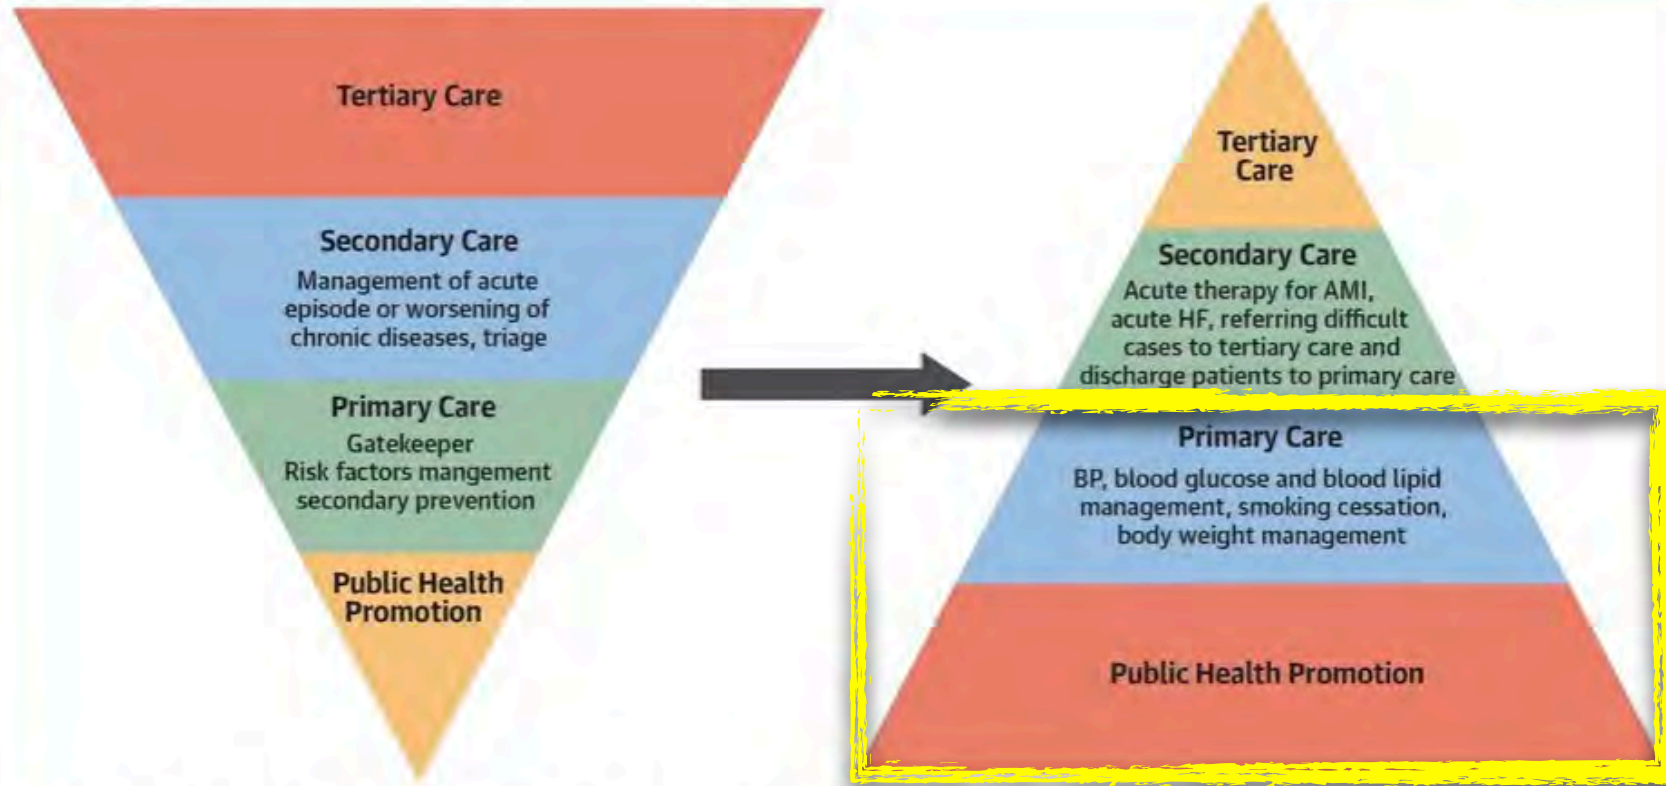 Tertiary Care
Secondary Care
Management of acute
episode or worsening of
chronic diseases, triage
Primary Care
Gatekeeper
Risk factors mangement
secondary prevention
Public Health
Promotion
Tertiary
Care
Secondary Care
Acute therapy for AMI,
acute HF, referring difficult
cases to tertiary care and
discharge patients to primary care
Primary Care
BP, blood glucose and blood lipid
management, smoking cessation,
body weight management
Public Health Promotion